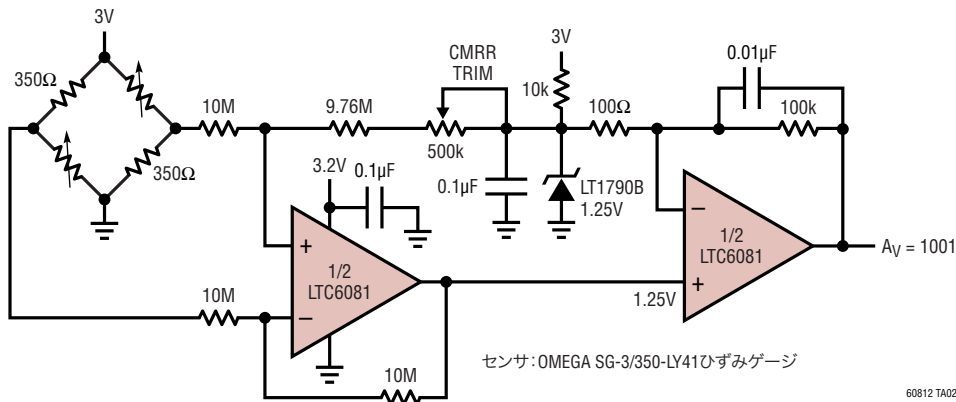 3V
350Ω
10M
9.76M
CMRR
TRIM
500k
3V
10k
100Ω
0.01µF
100k
350Ω
3.2V
0.1µF
0.1µF
LT1790B
1.25V
+
1/2
LTC6081
–
–
1/2
LTC6081
+
AV = 1001
10M
1.25V
10M
センサ:OMEGA SG-3/350-LY41ひずみゲージ
60812 TA02